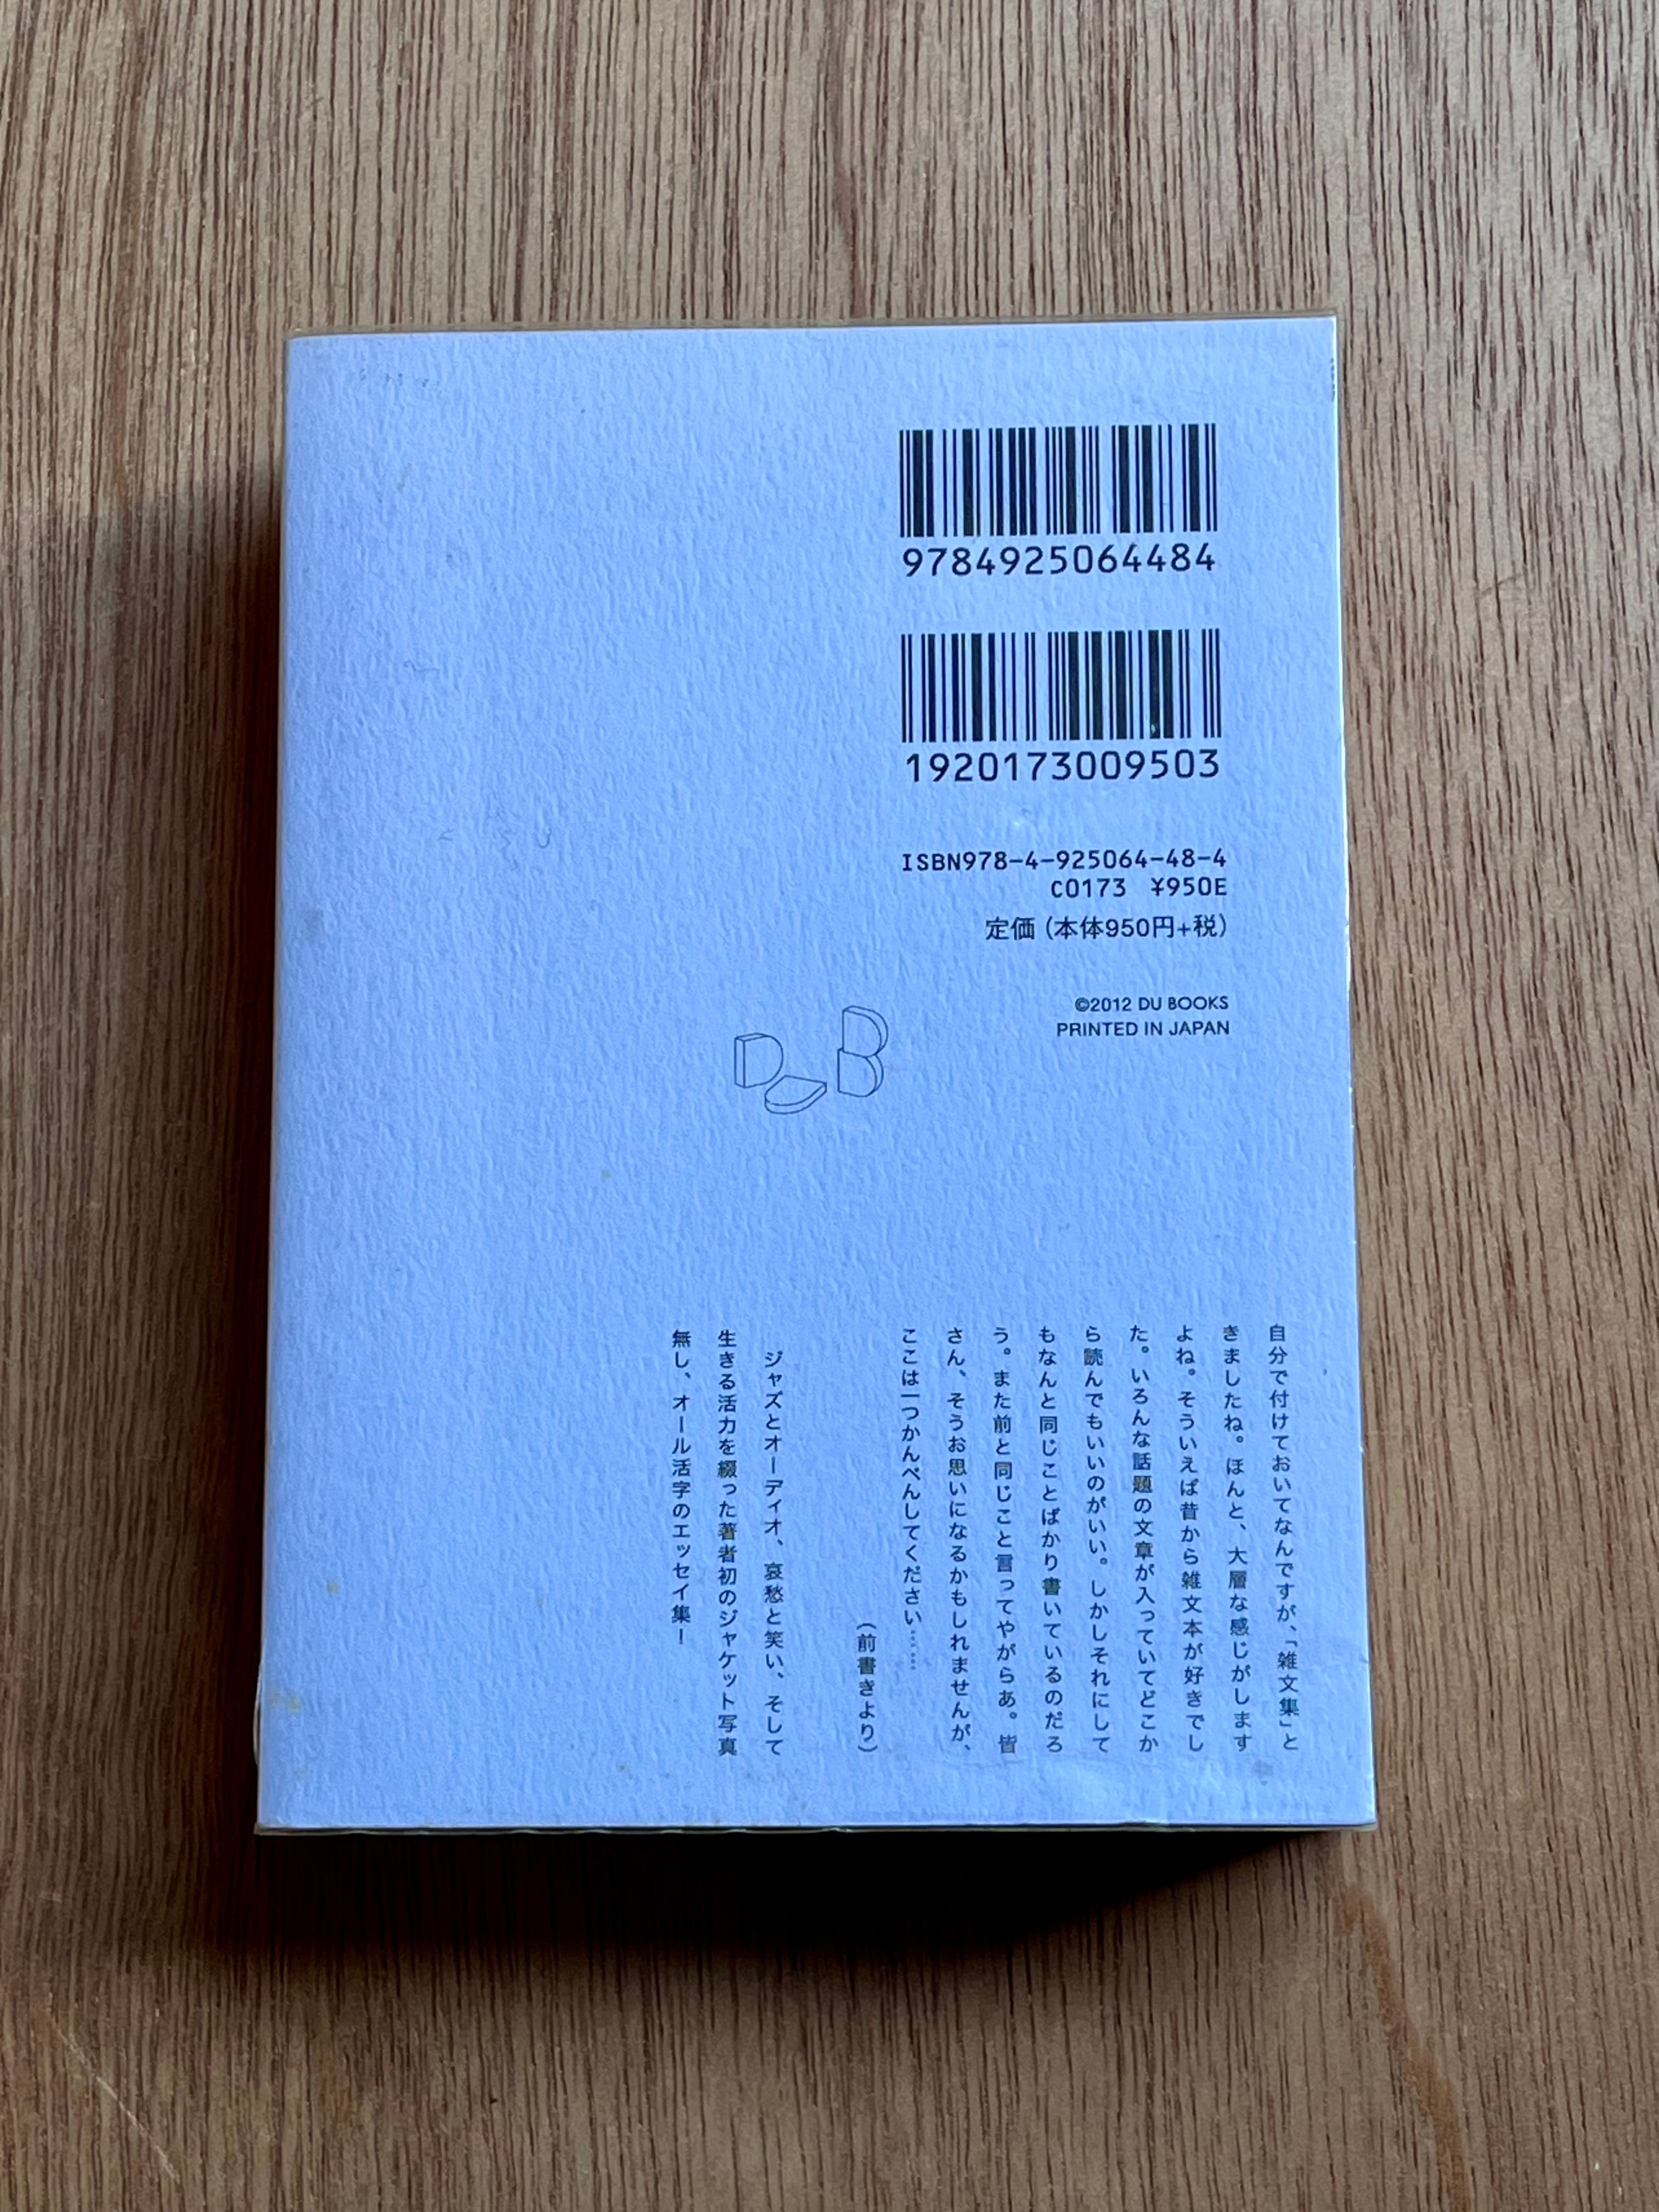 9784925064484
1920173009503
ISBN978-4-925064-48-4
C0173 ¥950E
定価（本体950円+税）
©2012 DU BOOKS
PRINTED IN JAPAN
DUB
自分で付けておいてなんですが、「雑文集」と
きましたね。ほんと、大層な感じがします
よね。そういえば昔から雑文本が好きでし
た。いろんな話題の文章が入っていてどこか
ら読んでもいいのがいい。しかしそれにして
もなんと同じことばかり書いているのだろ
う。また前と同じこと言ってやがらあ。皆
さん、そうお思いになるかもしれませんが、
ここは一つかんべんしてください……
（前書きより）
ジャズとオーディオ、哀愁と笑い、そして
生きる活力を綴った著者初のジャケット写真
無し、オール活字のエッセイ集！